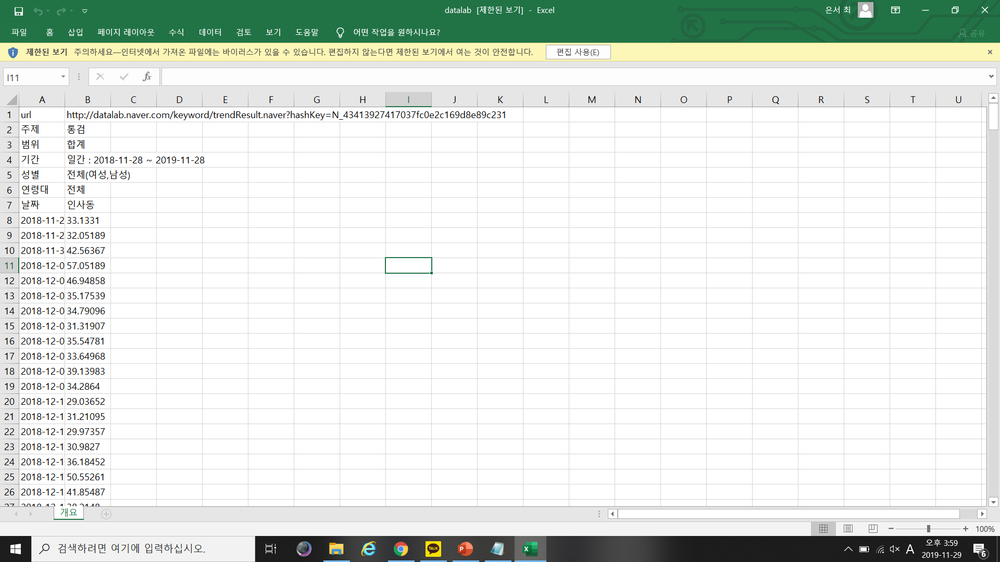 datalab [제한된 보기] - Excel
은서 최
파일 홈 삽입 페이지 레이아웃 수식 데이터 검토 보기 도움말 어떤 작업을 원하시나요? 공유
제한된 보기 주의하세요—인터넷에서 가져온 파일에는 바이러스가 있을 수 있습니다. 편집하지 않는다면 제한된 보기에서 여는 것이 안전합니다. 편집 사용(E)
I11 fx
A B C D E F G H I J K L M N O P Q R S T U
1 url http://datalab.naver.com/keyword/trendResult.naver?hashKey=N_43413927417037fc0e2c169d8e89c231
2 주제 통검
3 범위 합계
4 기간 일간 : 2018-11-28 ~ 2019-11-28
5 성별 전체(여성,남성)
6 연령대 전체
7 날짜 인사동
8 2018-11-2 33.1331
9 2018-11-2 32.05189
10 2018-11-3 42.56367
11 2018-12-0 57.05189
12 2018-12-0 46.94858
13 2018-12-0 35.17539
14 2018-12-0 34.79096
15 2018-12-0 31.31907
16 2018-12-0 35.54781
17 2018-12-0 33.64968
18 2018-12-0 39.13983
19 2018-12-0 34.2864
20 2018-12-1 29.03652
21 2018-12-1 31.21095
22 2018-12-1 29.97357
23 2018-12-1 30.9827
24 2018-12-1 36.18452
25 2018-12-1 50.55261
26 2018-12-1 41.85487
27 2018-12-1 38.2148
개요
100%
검색하려면 여기에 입력하십시오.
TALK
A
오후 3:59
2019-11-29
6